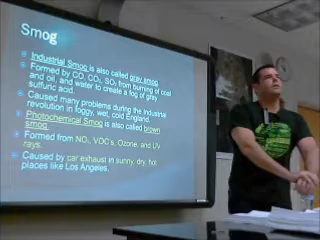 Smog
Industrial Smog is also called gray smog.
Formed by CO, CO₂, SO₂ from burning of coal
and oil, and water to create a fog of gray
sulfuric acid.
Caused many problems during the industrial
revolution in foggy, wet, cold England.
Photochemical Smog is also called brown
smog
Formed from NOₓ, VOC's, Ozone, and UV
rays.
Caused by car exhaust in sunny, dry, hot
places like Los Angeles.